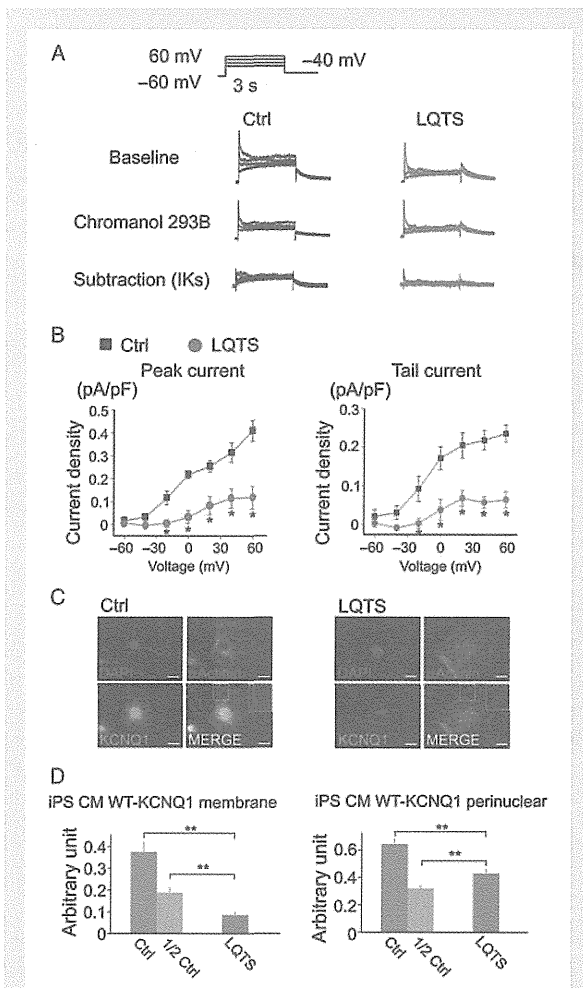 A
60 mV
–40 mV
–60 mV
3 s
Ctrl LQTS
Baseline
Chromanol 293B
Subtraction (IKs)
B
Ctrl LQTS
Peak current
(pA/pF)
Current density
0.5
0.4
0.3
0.2
0.1
0
–60 –30 0 30 60
Voltage (mV)
* * * * *
Tail current
(pA/pF)
Current density
0.3
0.2
0.1
0
–60 –30 0 30 60
Voltage (mV)
* * * * *
C
Ctrl
KCNQ1 MERGE
LQTS
KCNQ1 MERGE
D
iPS CM WT-KCNQ1 membrane
Arbitrary unit
0.4
0.3
0.2
0.1
0
**
**
Ctrl
1/2 Ctrl
LQTS
iPS CM WT-KCNQ1 perinuclear
Arbitrary unit
0.6
0.4
0.2
0
**
**
Ctrl
1/2 Ctrl
LQTS